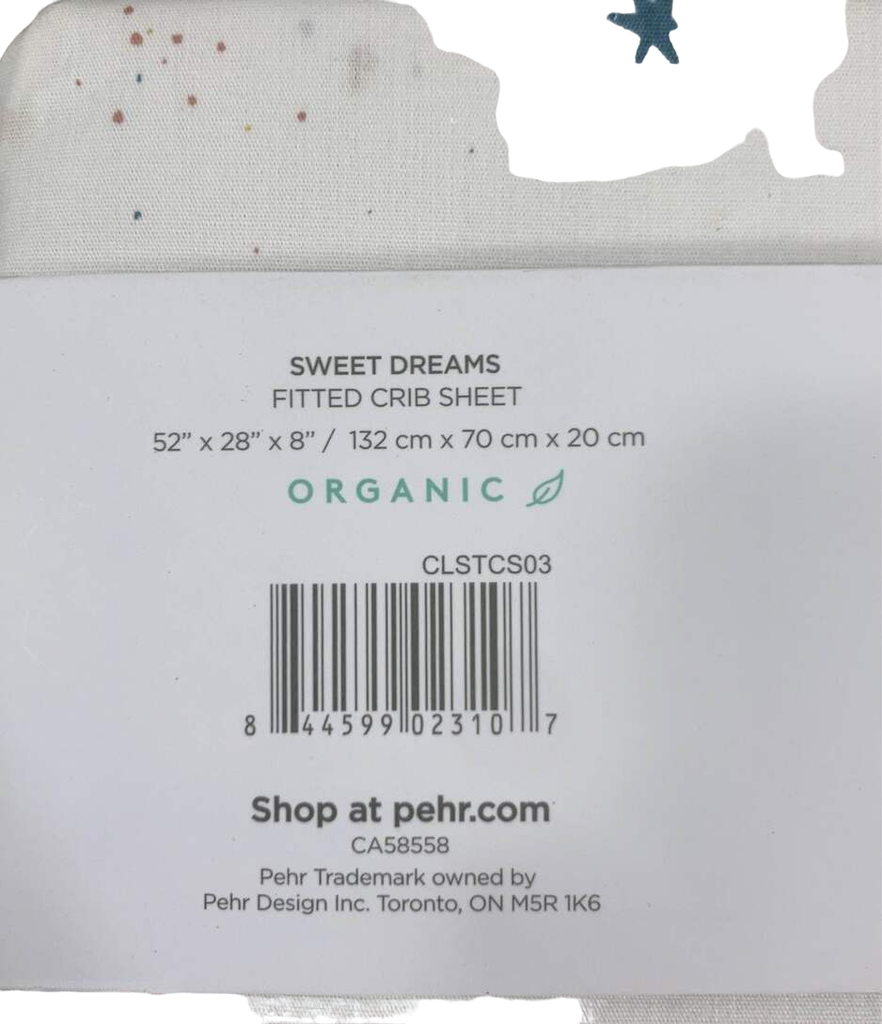 SWEET DREAMS
FITTED CRIB SHEET
52” x 28” x 8” / 132 cm x 70 cm x 20 cm
ORGANIC
CLSTCS03
8 44599 02310 7
Shop at pehr.com
CA58558
Pehr Trademark owned by
Pehr Design Inc. Toronto, ON M5R 1K6